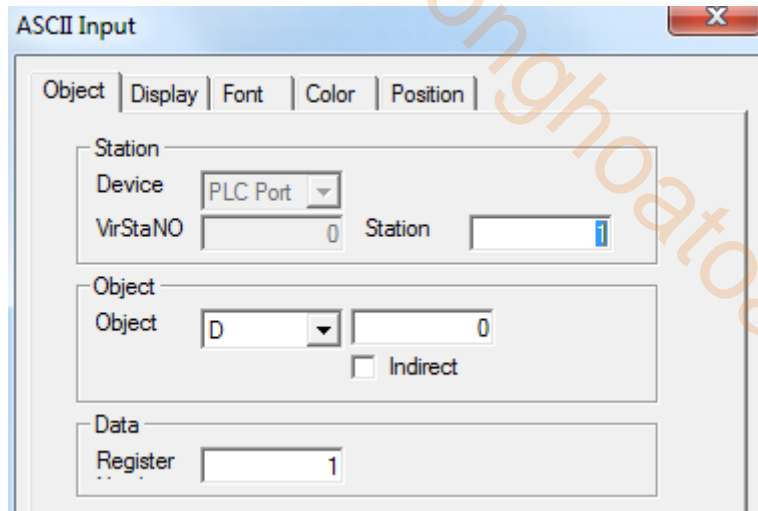 ASCII Input
Object Display Font Color Position
Station
Device PLC Port
VirStaNO 0 Station 1
Object
Object D 0
Indirect
Data
Register 1